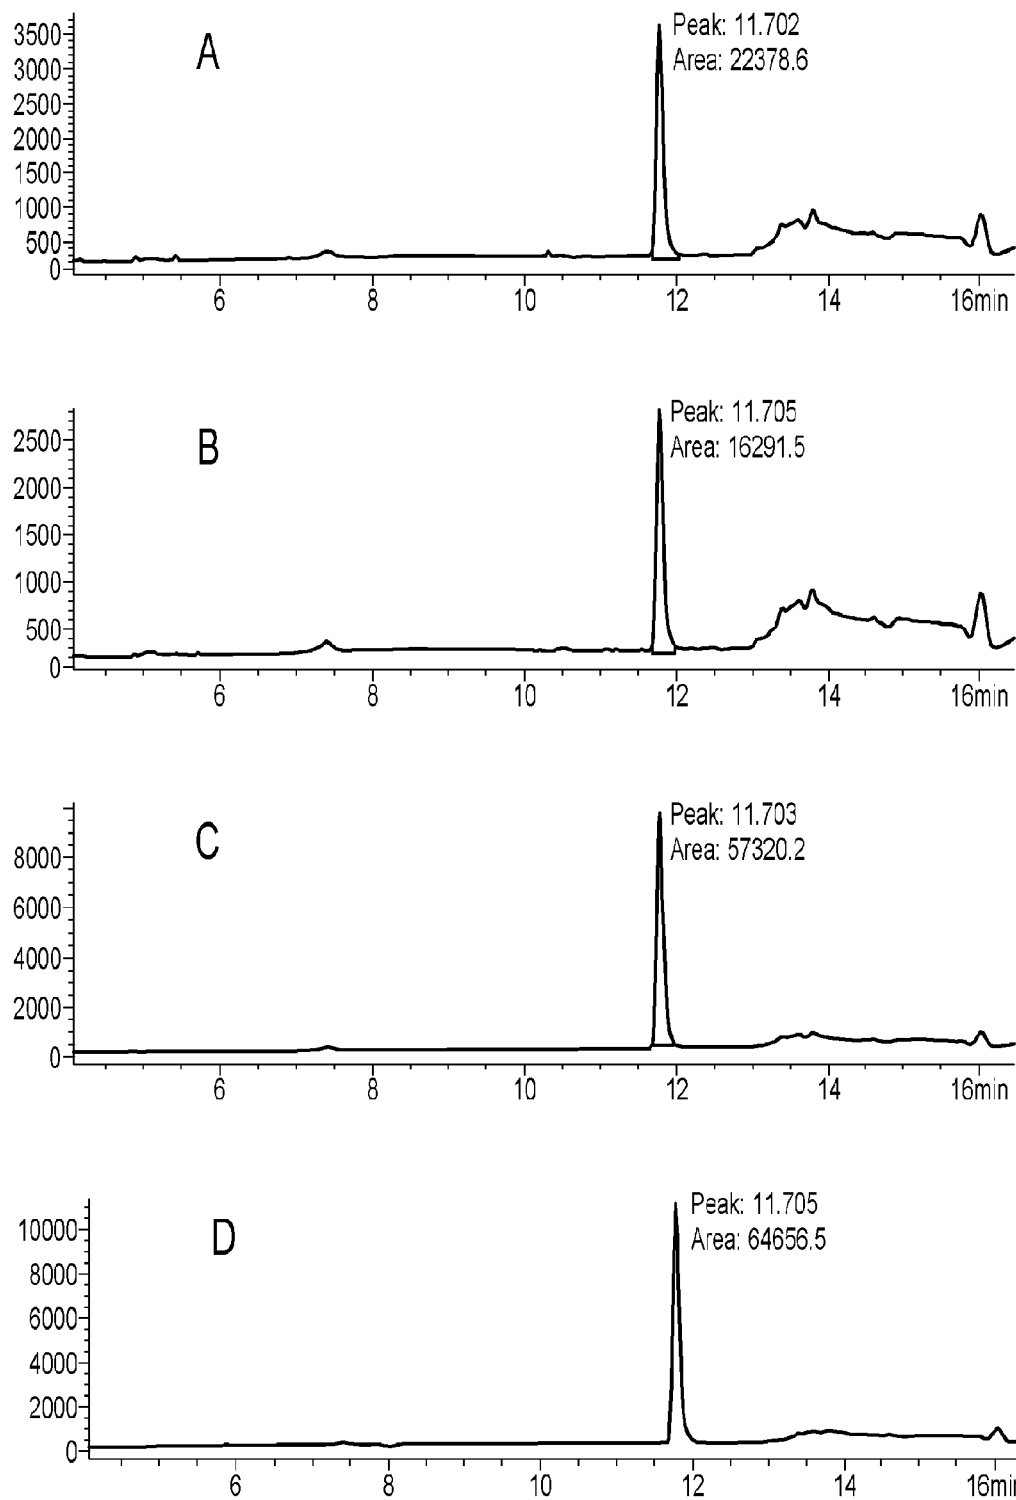 3500
3000
2500
2000
1500
1000
500
0
A
Peak: 11.702
Area: 22378.6
6 8 10 12 14 16min
2500
2000
1500
1000
500
0
B
Peak: 11.705
Area: 16291.5
6 8 10 12 14 16min
8000
6000
4000
2000
0
C
Peak: 11.703
Area: 57320.2
6 8 10 12 14 16min
10000
8000
6000
4000
2000
0
D
Peak: 11.705
Area: 64656.5
6 8 10 12 14 16mi